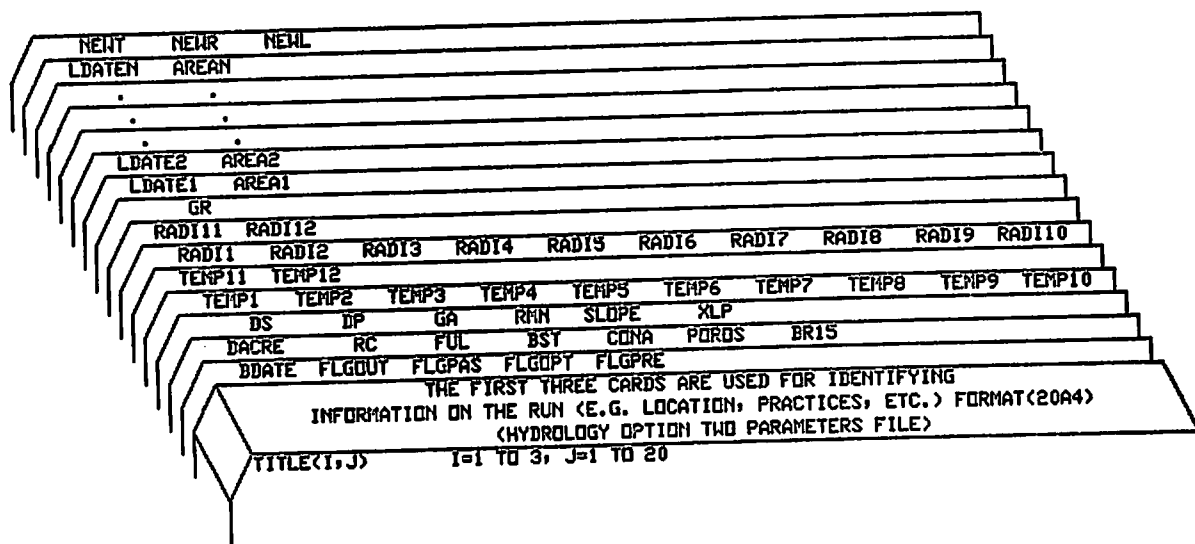 NEWT NEWR NEWL
LDATEN AREAN
. .
. .
. .
LDATE2 AREA2
LDATE1 AREA1
GR
RADI11 RADI12
RADI1 RADI2 RADI3 RADI4 RADI5 RADI6 RADI7 RADI8 RADI9 RADI10
TEMP11 TEMP12
TEMP1 TEMP2 TEMP3 TEMP4 TEMP5 TEMP6 TEMP7 TEMP8 TEMP9 TEMP10
DS DP GA RMN SLOPE XLP
DACRE RC FUL BST CONA POROS BR15
BDATE FLGOUT FLGPAS FLGOPT FLGPRE
THE FIRST THREE CARDS ARE USED FOR IDENTIFYING
INFORMATION ON THE RUN (E.G. LOCATION, PRACTICES, ETC.) FORMAT(20A4)
(HYDROLOGY OPTION TWO PARAMETERS FILE)
TITLE(I,J) I=1 TO 3, J=1 TO 20